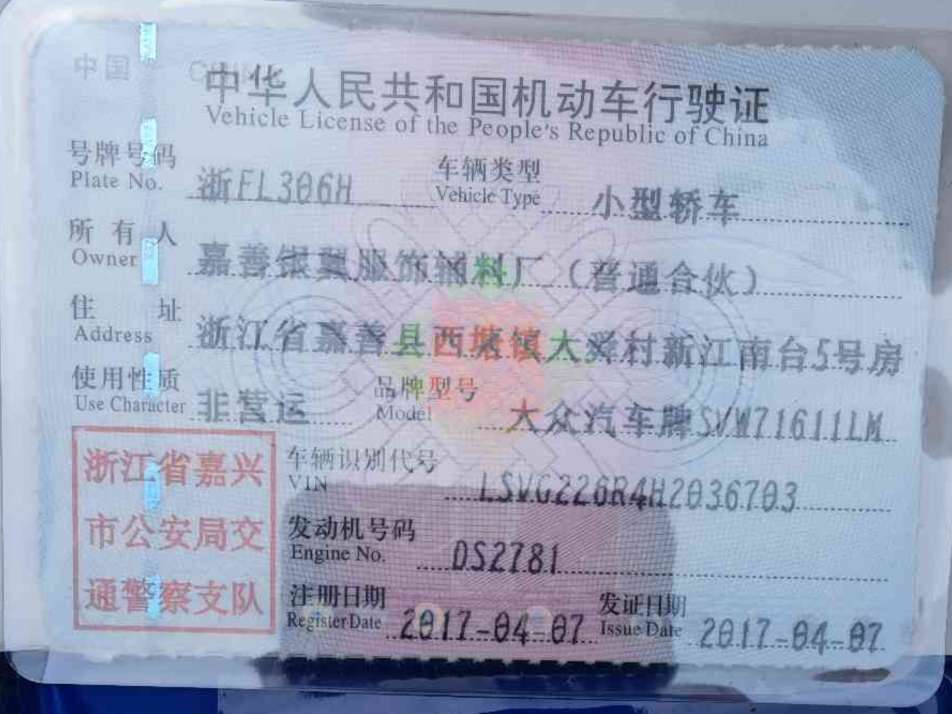 中国 CHINA
中华人民共和国机动车行驶证
Vehicle License of the People's Republic of China
号牌号码 浙FL306H 车辆类型 小型轿车
Plate No. Vehicle Type
所有人 嘉善银翼服饰辅料厂（普通合伙）
Owner
住址 浙江省嘉善县西塘镇大舜村新江南台5号房
Address
使用性质 非营运 品牌型号 大众汽车牌SVW71611LM
Use Character Model
浙江省嘉兴 车辆识别代号 LSVG226R4H2036703
VIN
市公安局交 发动机号码 DS2781
Engine No.
通警察支队 注册日期 2017-04-07 发证日期 2017-04-07
Register Date Issue Date